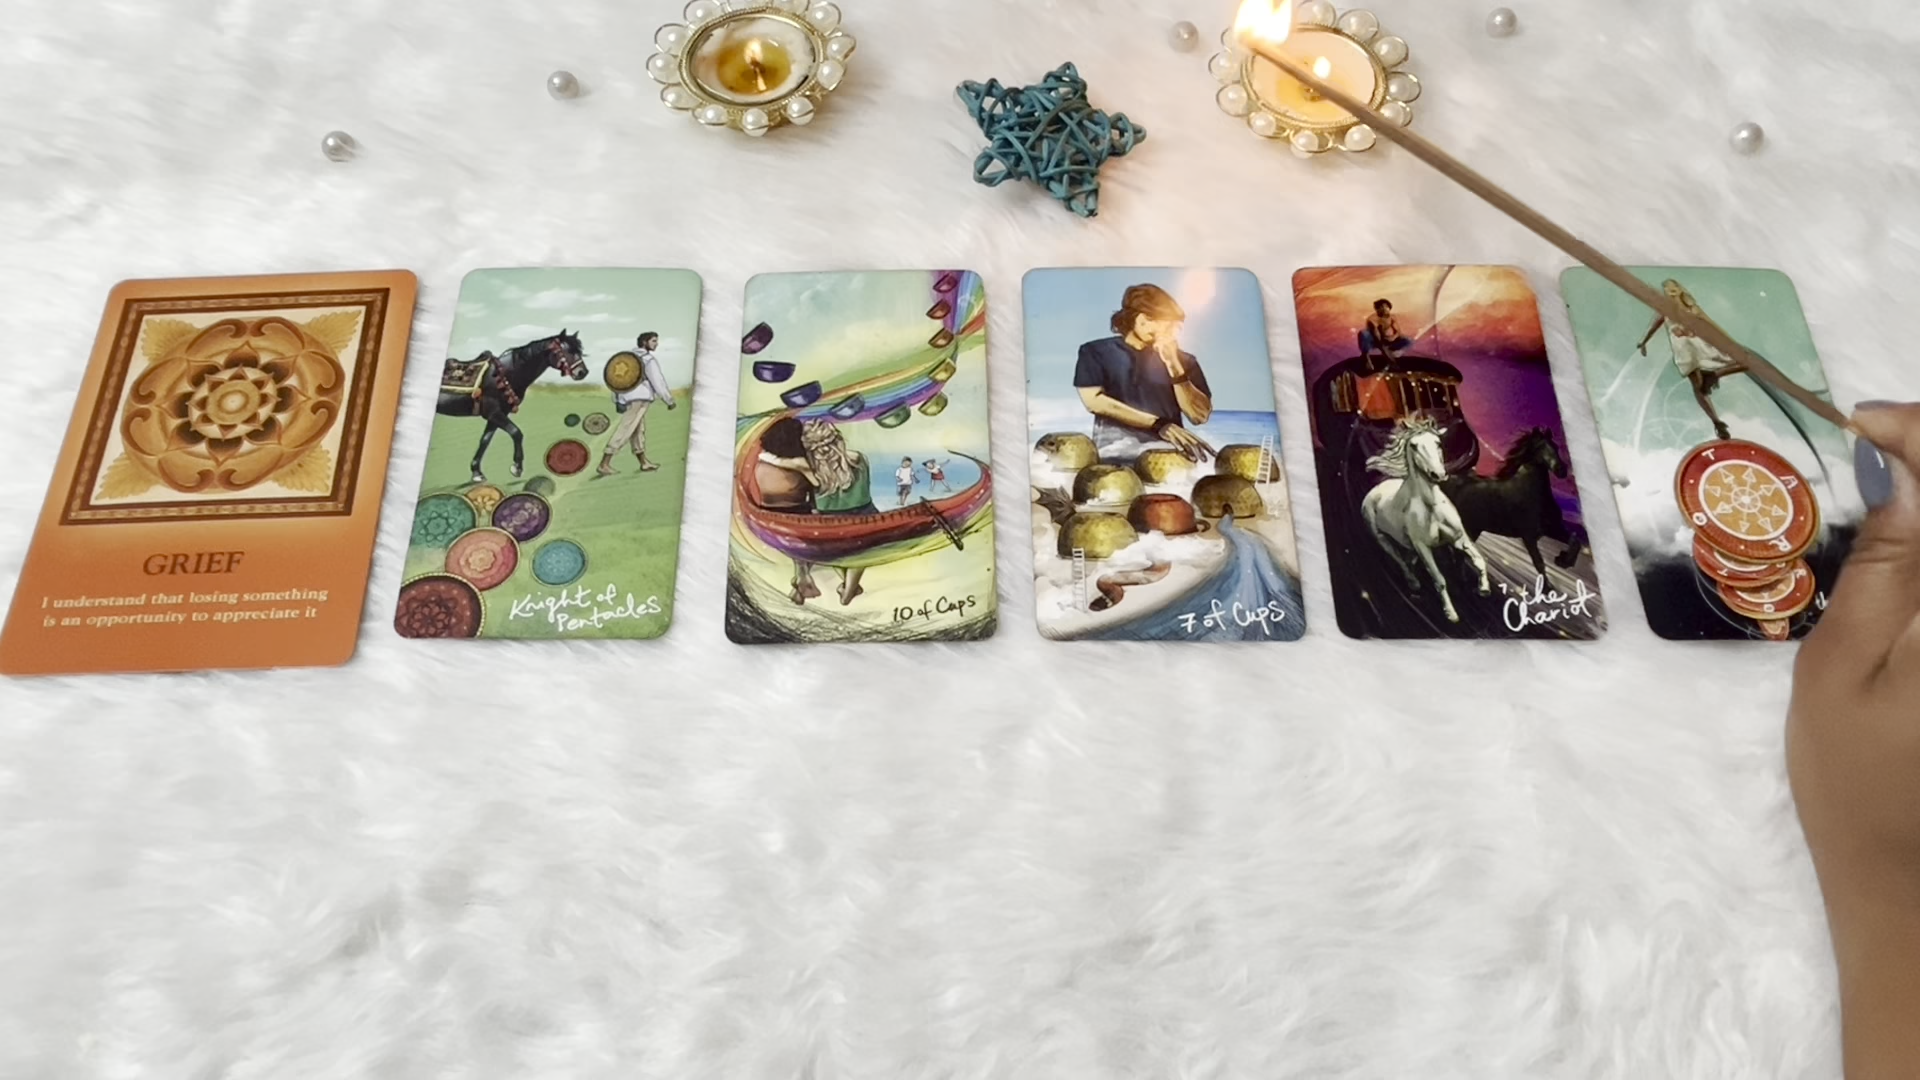 GRIEF
I understand that losing something
is an opportunity to appreciate it
Knight of
Pentacles
10 of Cups
7 of Cups
7. the
Chariot
T A R O